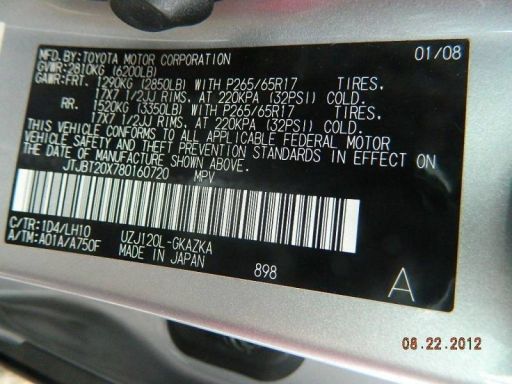 MFD.BY:TOYOTA MOTOR CORPORATION 01/08
GVWR:2810KG (6200LB)
GAWR:FRT. 1290KG (2850LB) WITH P265/65R17 TIRES,
17X7 1/2JJ RIMS, AT 220KPA (32PSI) COLD.
RR. 1520KG (3350LB) WITH P265/65R17 TIRES,
17X7 1/2JJ RIMS, AT 220KPA (32PSI) COLD.
THIS VEHICLE CONFORMS TO ALL APPLICABLE FEDERAL MOTOR
VEHICLE SAFETY AND THEFT PREVENTION STANDARDS IN EFFECT ON
THE DATE OF MANUFACTURE SHOWN ABOVE.
JTJBT20X780160720 MPV
C/TR:1D4/LH10 UZJ120L-GKAZKA
A/TM:A01A/A750F MADE IN JAPAN 898 A
08.22.2012